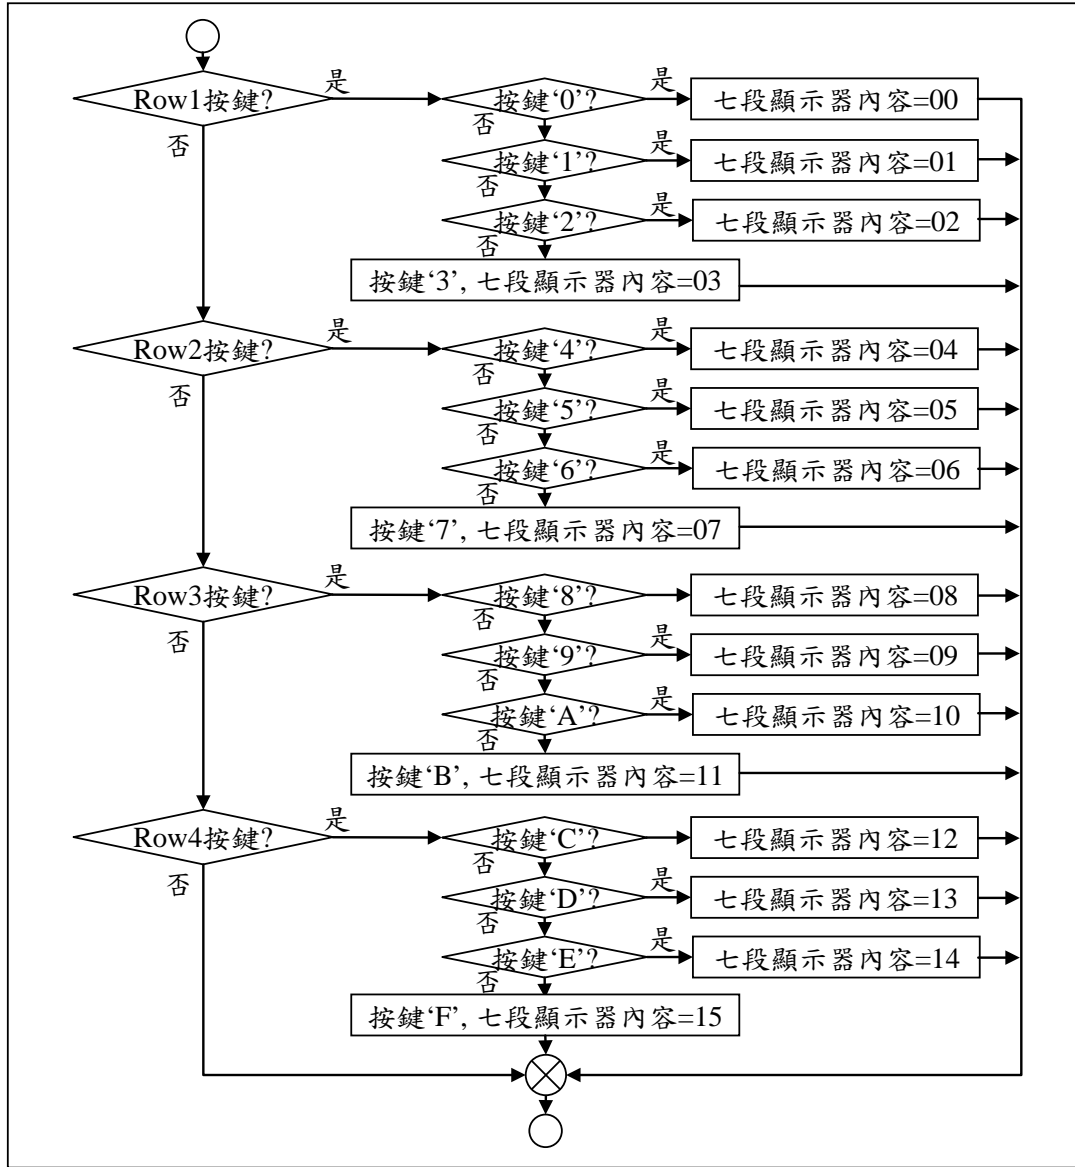 是 是
Row1按鍵? 按鍵‘0’? 七段顯示器內容=00
否 否 是
按鍵‘1’? 七段顯示器內容=01
否 是
按鍵‘2’? 七段顯示器內容=02
否
按鍵‘3’, 七段顯示器內容=03
是 是
Row2按鍵? 按鍵‘4’? 七段顯示器內容=04
否 否 是
按鍵‘5’? 七段顯示器內容=05
否 是
按鍵‘6’? 七段顯示器內容=06
否
按鍵‘7’, 七段顯示器內容=07
是
Row3按鍵? 按鍵‘8’? 七段顯示器內容=08
否 否 是
按鍵‘9’? 七段顯示器內容=09
否 是
按鍵‘A’? 七段顯示器內容=10
否
按鍵‘B’, 七段顯示器內容=11
是
Row4按鍵? 按鍵‘C’? 七段顯示器內容=12
否 否 是
按鍵‘D’? 七段顯示器內容=13
否 是
按鍵‘E’? 七段顯示器內容=14
否
按鍵‘F’, 七段顯示器內容=15